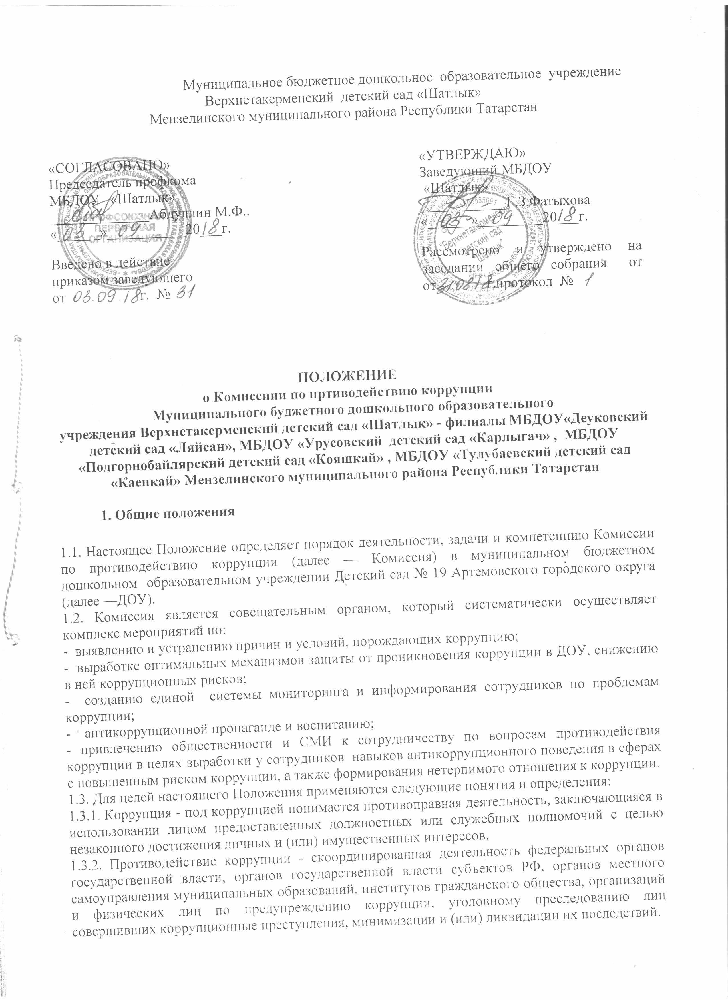 Муниципальное бюджетное дошкольное образовательное учреждение
Верхнетакерменский детский сад «Шатлык»
Мензелинского муниципального района Республики Татарстан
«СОГЛАСОВАНО»
Председатель профкома
МБДОУ «Шатлык»
Абдуллин М.Ф..
« 03 » 09 2018 г.
Введено в действие
приказом заведующего
от 03.09.18г. № 31
ПРОФСОЮЗНАЯ
ПЕРВИЧНАЯ
ОРГАНИЗАЦИЯ
«УТВЕРЖДАЮ»
Заведующий МБДОУ
«Шатлык»
Г.З.Фатыхова
« 03 » 09 2018 г.
Рассмотрено и утверждено на
заседании общего собрания от
от 31.08.18 г.протокол № 1
"Верхнетакерменский
детский сад
"Шатлык"
ПОЛОЖЕНИЕ
о Комиссиии по пртиводействию коррупции
Муниципального буджетного дошкольного образовательного
учреждения Верхнетакерменский детский сад «Шатлык» - филиалы МБДОУ«Деуковский
детский сад «Ляйсан», МБДОУ «Урусовский детский сад «Карлыгач» , МБДОУ
«Подгорнобайлярский детский сад «Кояшкай» , МБДОУ «Тулубаевский детский сад
«Каенкай» Мензелинского муниципального района Республики Татарстан
1. Общие положения
1.1. Настоящее Положение определяет порядок деятельности, задачи и компетенцию Комиссии
по противодействию коррупции (далее — Комиссия) в муниципальном бюджетном
дошкольном образовательном учреждении Детский сад № 19 Артемовского городского округа
(далее —ДОУ).
1.2. Комиссия является совещательным органом, который систематически осуществляет
комплекс мероприятий по:
- выявлению и устранению причин и условий, порождающих коррупцию;
- выработке оптимальных механизмов защиты от проникновения коррупции в ДОУ, снижению
в ней коррупционных рисков;
- созданию единой системы мониторинга и информирования сотрудников по проблемам
коррупции;
- антикоррупционной пропаганде и воспитанию;
- привлечению общественности и СМИ к сотрудничеству по вопросам противодействия
коррупции в целях выработки у сотрудников навыков антикоррупционного поведения в сферах
с повышенным риском коррупции, а также формирования нетерпимого отношения к коррупции.
1.3. Для целей настоящего Положения применяются следующие понятия и определения:
1.3.1. Коррупция - под коррупцией понимается противоправная деятельность, заключающаяся в
использовании лицом предоставленных должностных или служебных полномочий с целью
незаконного достижения личных и (или) имущественных интересов.
1.3.2. Противодействие коррупции - скоординированная деятельность федеральных органов
государственной власти, органов государственной власти субъектов РФ, органов местного
самоуправления муниципальных образований, институтов гражданского общества, организаций
и физических лиц по предупреждению коррупции, уголовному преследованию лиц
совершивших коррупционные преступления, минимизации и (или) ликвидации их последствий.